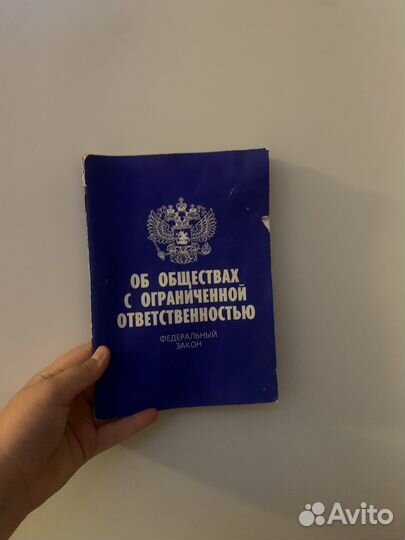 ОБ ОБЩЕСТВАХ
С ОГРАНИЧЕННОЙ
ОТВЕТСТВЕННОСТЬЮ
ФЕДЕРАЛЬНЫЙ
ЗАКОН
Avito